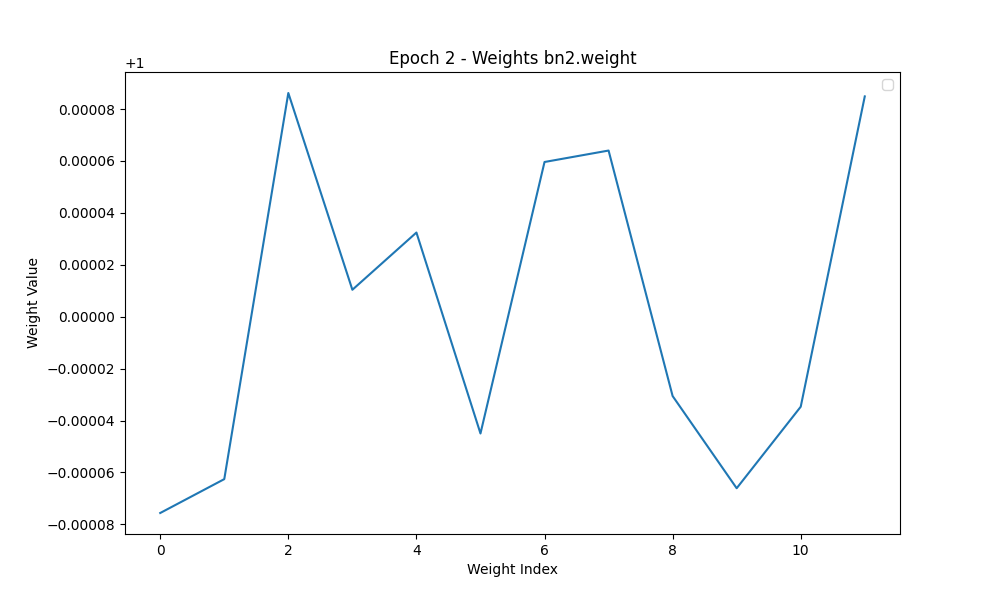 Epoch 2 - Weights bn2.weight
+1
0.00008
0.00006
0.00004
0.00002
0.00000
−0.00002
−0.00004
−0.00006
−0.00008
Weight Value
0 2 4 6 8 10
Weight Index